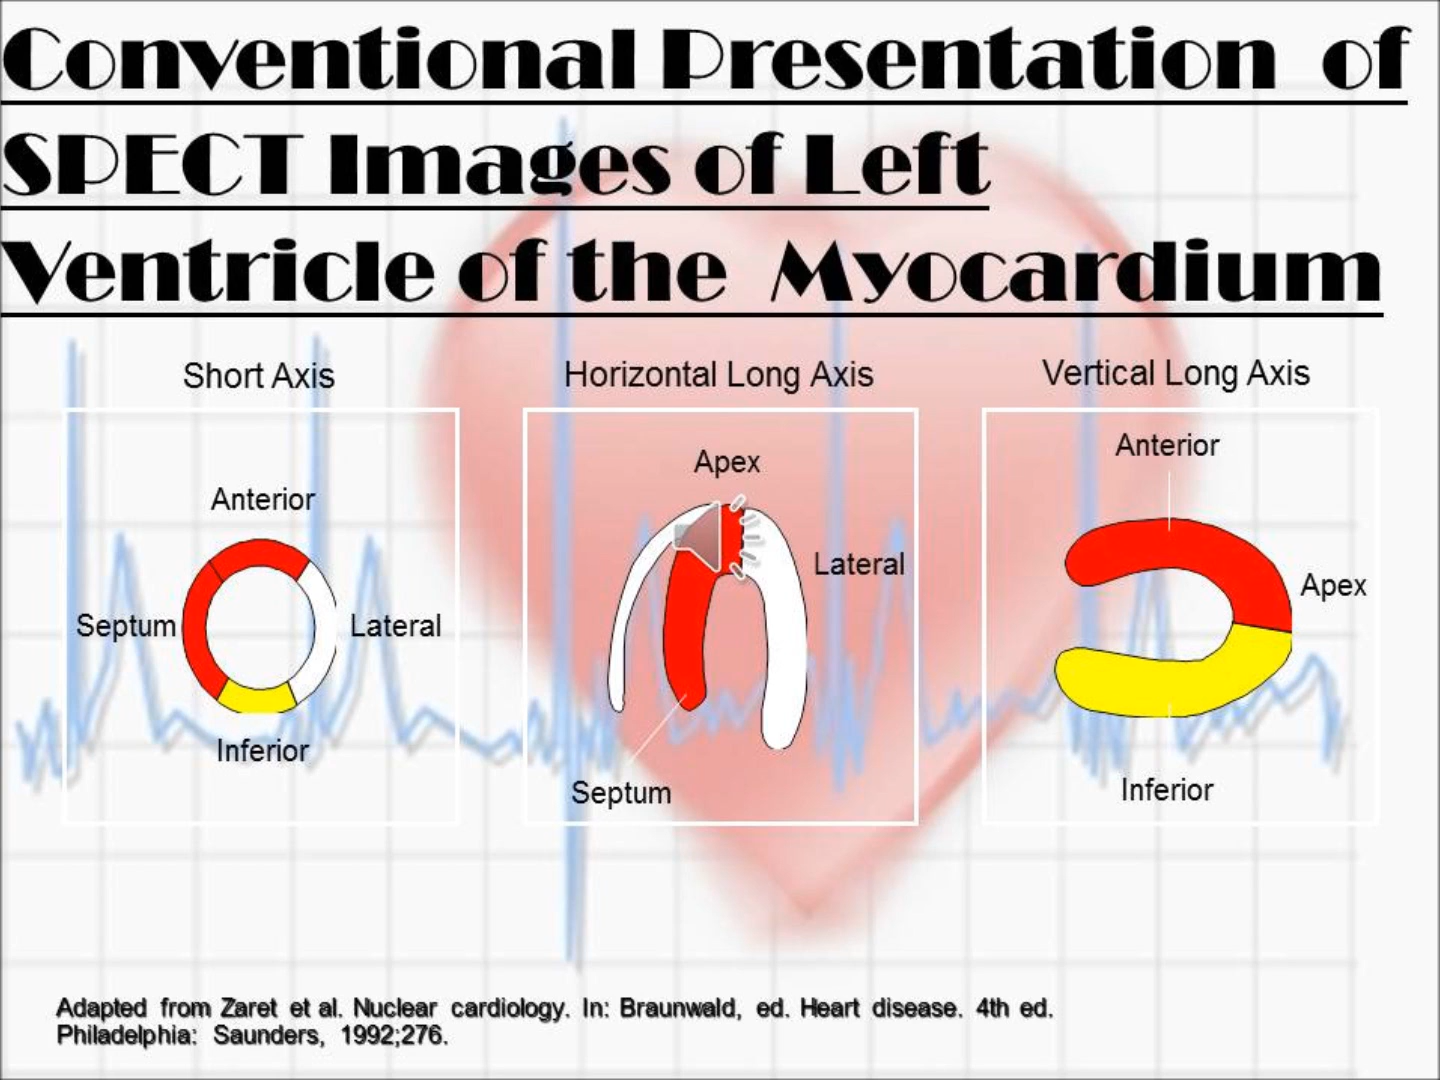 Conventional Presentation of
SPECT Images of Left
Ventricle of the Myocardium
Short Axis
Anterior
Septum
Lateral
Inferior
Horizontal Long Axis
Apex
Lateral
Septum
Vertical Long Axis
Anterior
Apex
Inferior
Adapted from Zaret et al. Nuclear cardiology. In: Braunwald, ed. Heart disease. 4th ed.
Philadelphia: Saunders, 1992;276.